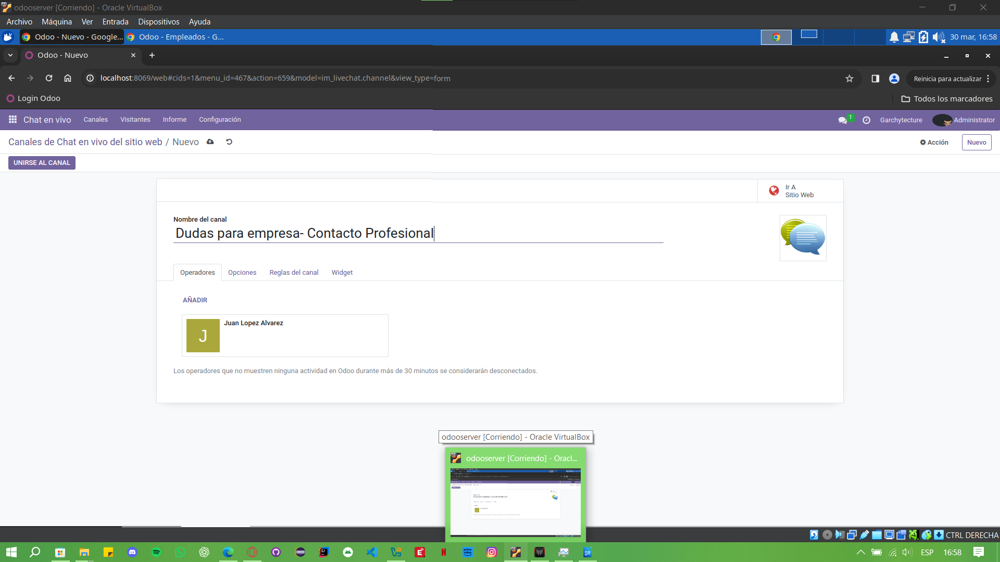 odooserver [Corriendo] - Oracle VirtualBox
Archivo Máquina Ver Entrada Dispositivos Ayuda
Odoo - Nuevo - Google... Odoo - Empleados - G... 30 mar, 16:58
Odoo - Nuevo
localhost:8069/web#cids=1&menu_id=467&action=659&model=im_livechat.channel&view_type=form Reinicia para actualizar
Login Odoo Todos los marcadores
Chat en vivo Canales Visitantes Informe Configuración 1 Garchytecture Administrator
Canales de Chat en vivo del sitio web / Nuevo Acción Nuevo
UNIRSE AL CANAL
Ir A
Sitio Web
Nombre del canal
Dudas para empresa- Contacto Profesional
Operadores Opciones Reglas del canal Widget
AÑADIR
J Juan Lopez Alvarez
Los operadores que no muestren ninguna actividad en Odoo durante más de 30 minutos se considerarán desconectados.
odooserver [Corriendo] - Oracle VirtualBox
odooserver [Corriendo] - Oracl...
CTRL DERECHA
ESP 16:58